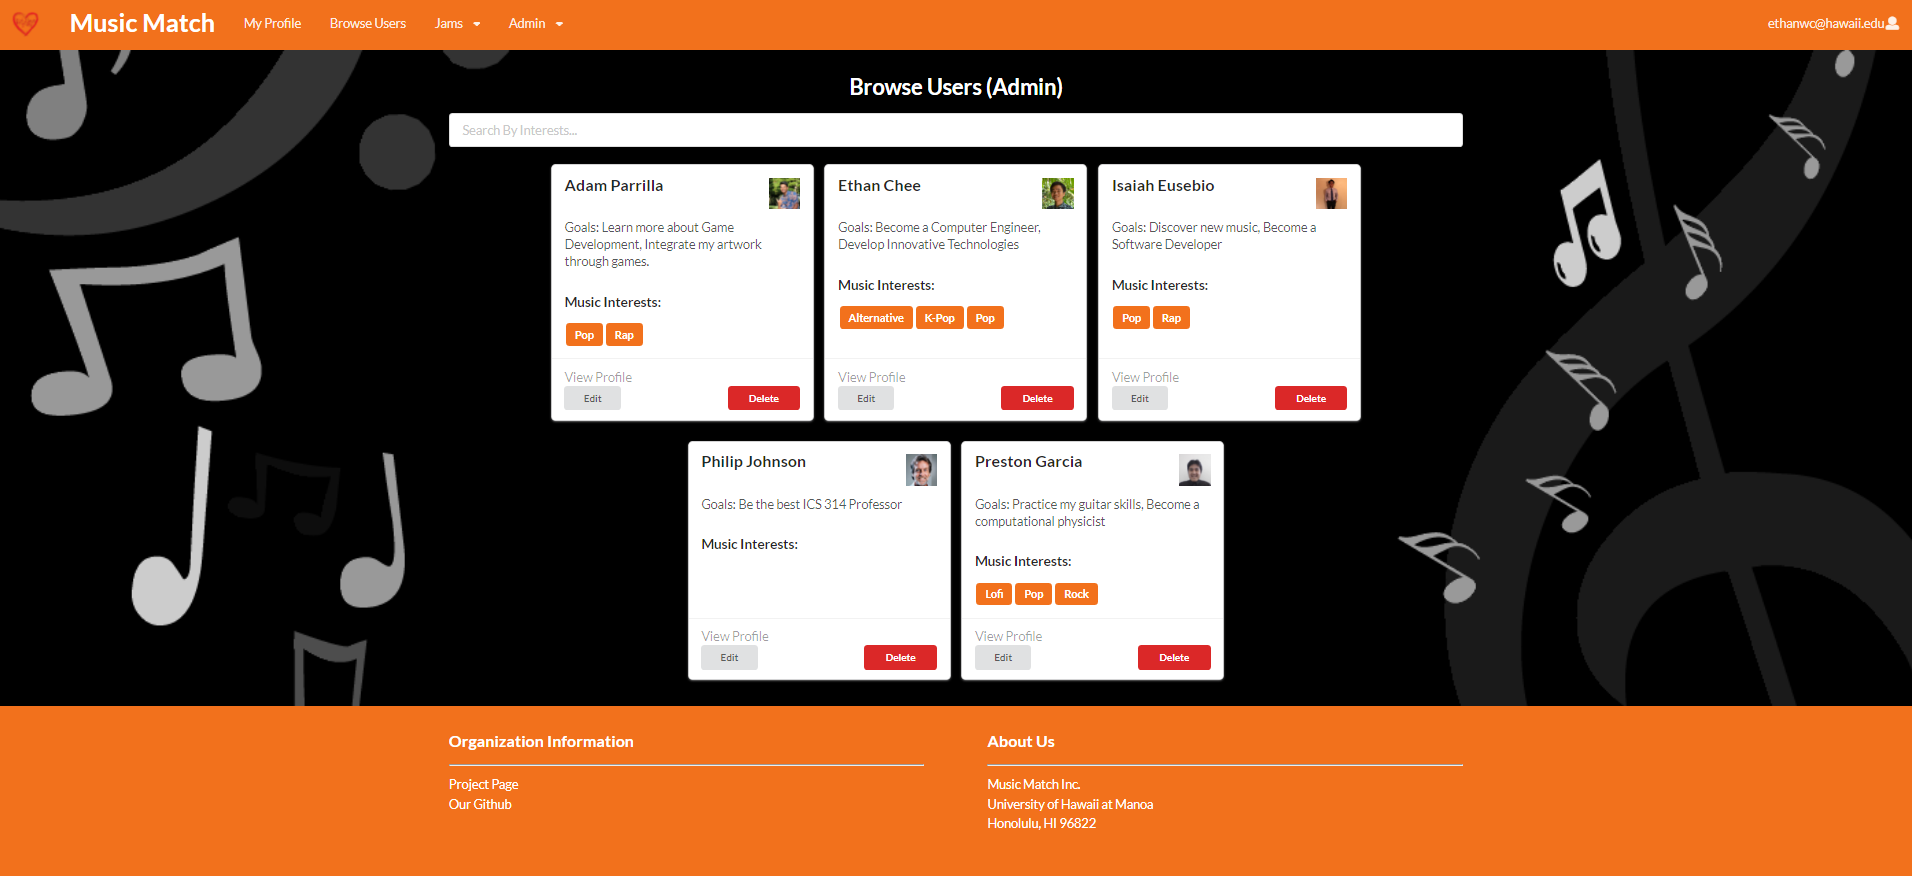 Music Match
My Profile
Browse Users
Jams
Admin
ethanwc@hawaii.edu
Browse Users (Admin)
Search By Interests...
Adam Parrilla
Goals: Learn more about Game
Development, Integrate my artwork
through games.
Music Interests:
Pop Rap
View Profile
Edit Delete
Ethan Chee
Goals: Become a Computer Engineer,
Develop Innovative Technologies
Music Interests:
Alternative K-Pop Pop
View Profile
Edit Delete
Isaiah Eusebio
Goals: Discover new music, Become a
Software Developer
Music Interests:
Pop Rap
View Profile
Edit Delete
Philip Johnson
Goals: Be the best ICS 314 Professor
Music Interests:
View Profile
Edit Delete
Preston Garcia
Goals: Practice my guitar skills, Become a
computational physicist
Music Interests:
Lofi Pop Rock
View Profile
Edit Delete
Organization Information
Project Page
Our Github
About Us
Music Match Inc.
University of Hawaii at Manoa
Honolulu, HI 96822